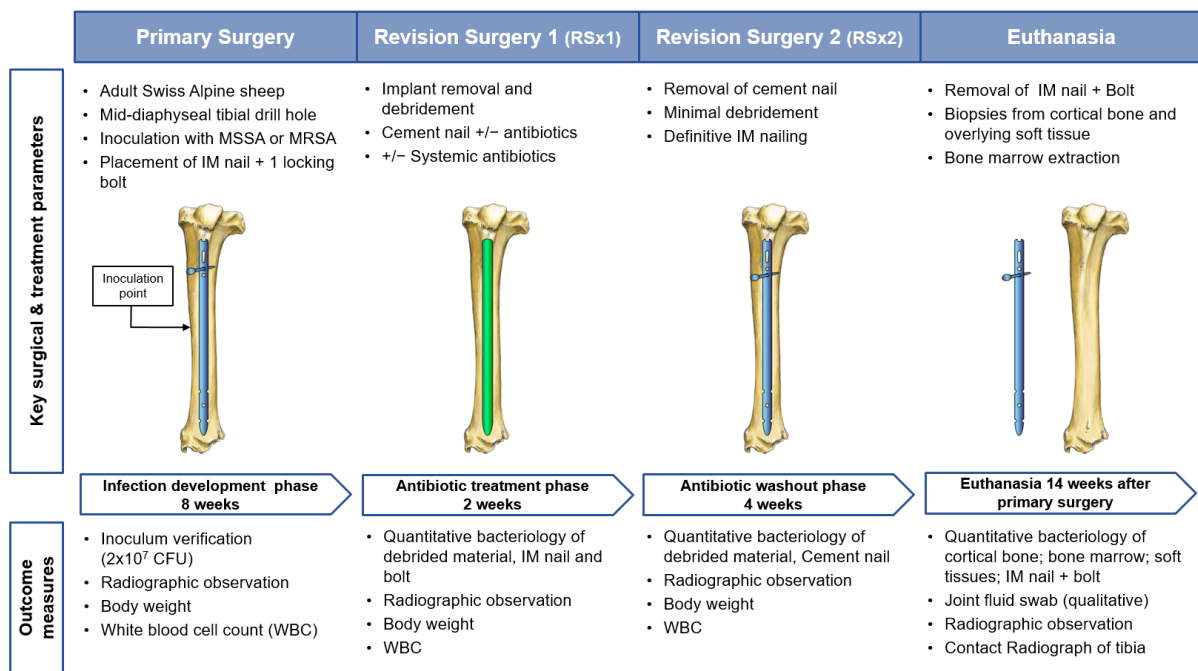 Primary Surgery
Revision Surgery 1 (RSx1)
Revision Surgery 2 (RSx2)
Euthanasia
Key surgical & treatment parameters
• Adult Swiss Alpine sheep
• Mid-diaphyseal tibial drill hole
• Inoculation with MSSA or MRSA
• Placement of IM nail + 1 locking
bolt
• Implant removal and
debridement
• Cement nail +/− antibiotics
• +/− Systemic antibiotics
• Removal of cement nail
• Minimal debridement
• Definitive IM nailing
• Removal of  IM nail + Bolt
• Biopsies from cortical bone and
overlying soft tissue
• Bone marrow extraction
Inoculation
point
Infection development  phase
8 weeks
Antibiotic treatment phase
2 weeks
Antibiotic washout phase
4 weeks
Euthanasia 14 weeks after
primary surgery
Outcome
measures
• Inoculum verification
(2x10⁷ CFU)
• Radiographic observation
• Body weight
• White blood cell count (WBC)
• Quantitative bacteriology of
debrided material, IM nail and
bolt
• Radiographic observation
• Body weight
• WBC
• Quantitative bacteriology of
debrided material, Cement nail
• Radiographic observation
• Body weight
• WBC
• Quantitative bacteriology of
cortical bone; bone marrow; soft
tissues; IM nail + bolt
• Joint fluid swab (qualitative)
• Radiographic observation
• Contact Radiograph of tibia